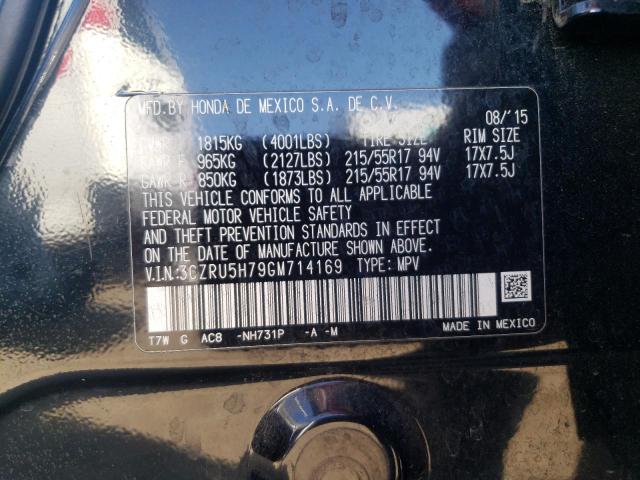 MFD.BY HONDA DE MEXICO S.A. DE C.V.
08/'15
GVWR 1815KG (4001LBS) TIRE SIZE RIM SIZE
GAWR F 965KG (2127LBS) 215/55R17 94V 17X7.5J
GAWR R 850KG (1873LBS) 215/55R17 94V 17X7.5J
THIS VEHICLE CONFORMS TO ALL APPLICABLE
FEDERAL MOTOR VEHICLE SAFETY
AND THEFT PREVENTION STANDARDS IN EFFECT
ON THE DATE OF MANUFACTURE SHOWN ABOVE.
V.I.N.:3CZRU5H79GM714169 TYPE: MPV
T7W G AC8 -NH731P -A -M
MADE IN MEXICO